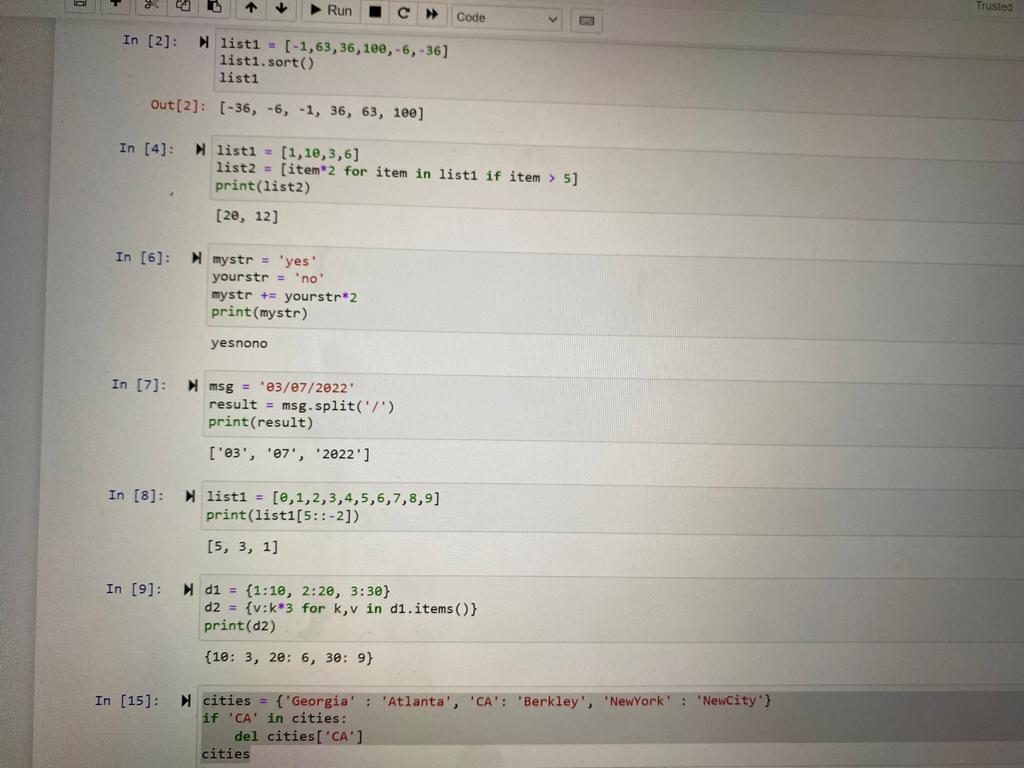 Run
Code
Trusted
In [2]:
list1 = [-1,63,36,100,-6,-36]
list1.sort()
list1
Out[2]: [-36, -6, -1, 36, 63, 100]
In [4]:
list1 = [1,10,3,6]
list2 = [item*2 for item in list1 if item > 5]
print(list2)
[20, 12]
In [6]:
mystr = 'yes'
yourstr = 'no'
mystr += yourstr*2
print(mystr)
yesnono
In [7]:
msg = '03/07/2022'
result = msg.split('/')
print(result)
['03', '07', '2022']
In [8]:
list1 = [0,1,2,3,4,5,6,7,8,9]
print(list1[5::-2])
[5, 3, 1]
In [9]:
d1 = {1:10, 2:20, 3:30}
d2 = {v:k*3 for k,v in d1.items()}
print(d2)
{10: 3, 20: 6, 30: 9}
In [15]:
cities = {'Georgia' : 'Atlanta', 'CA': 'Berkley', 'NewYork' : 'NewCity'}
if 'CA' in cities:
    del cities['CA']
cities